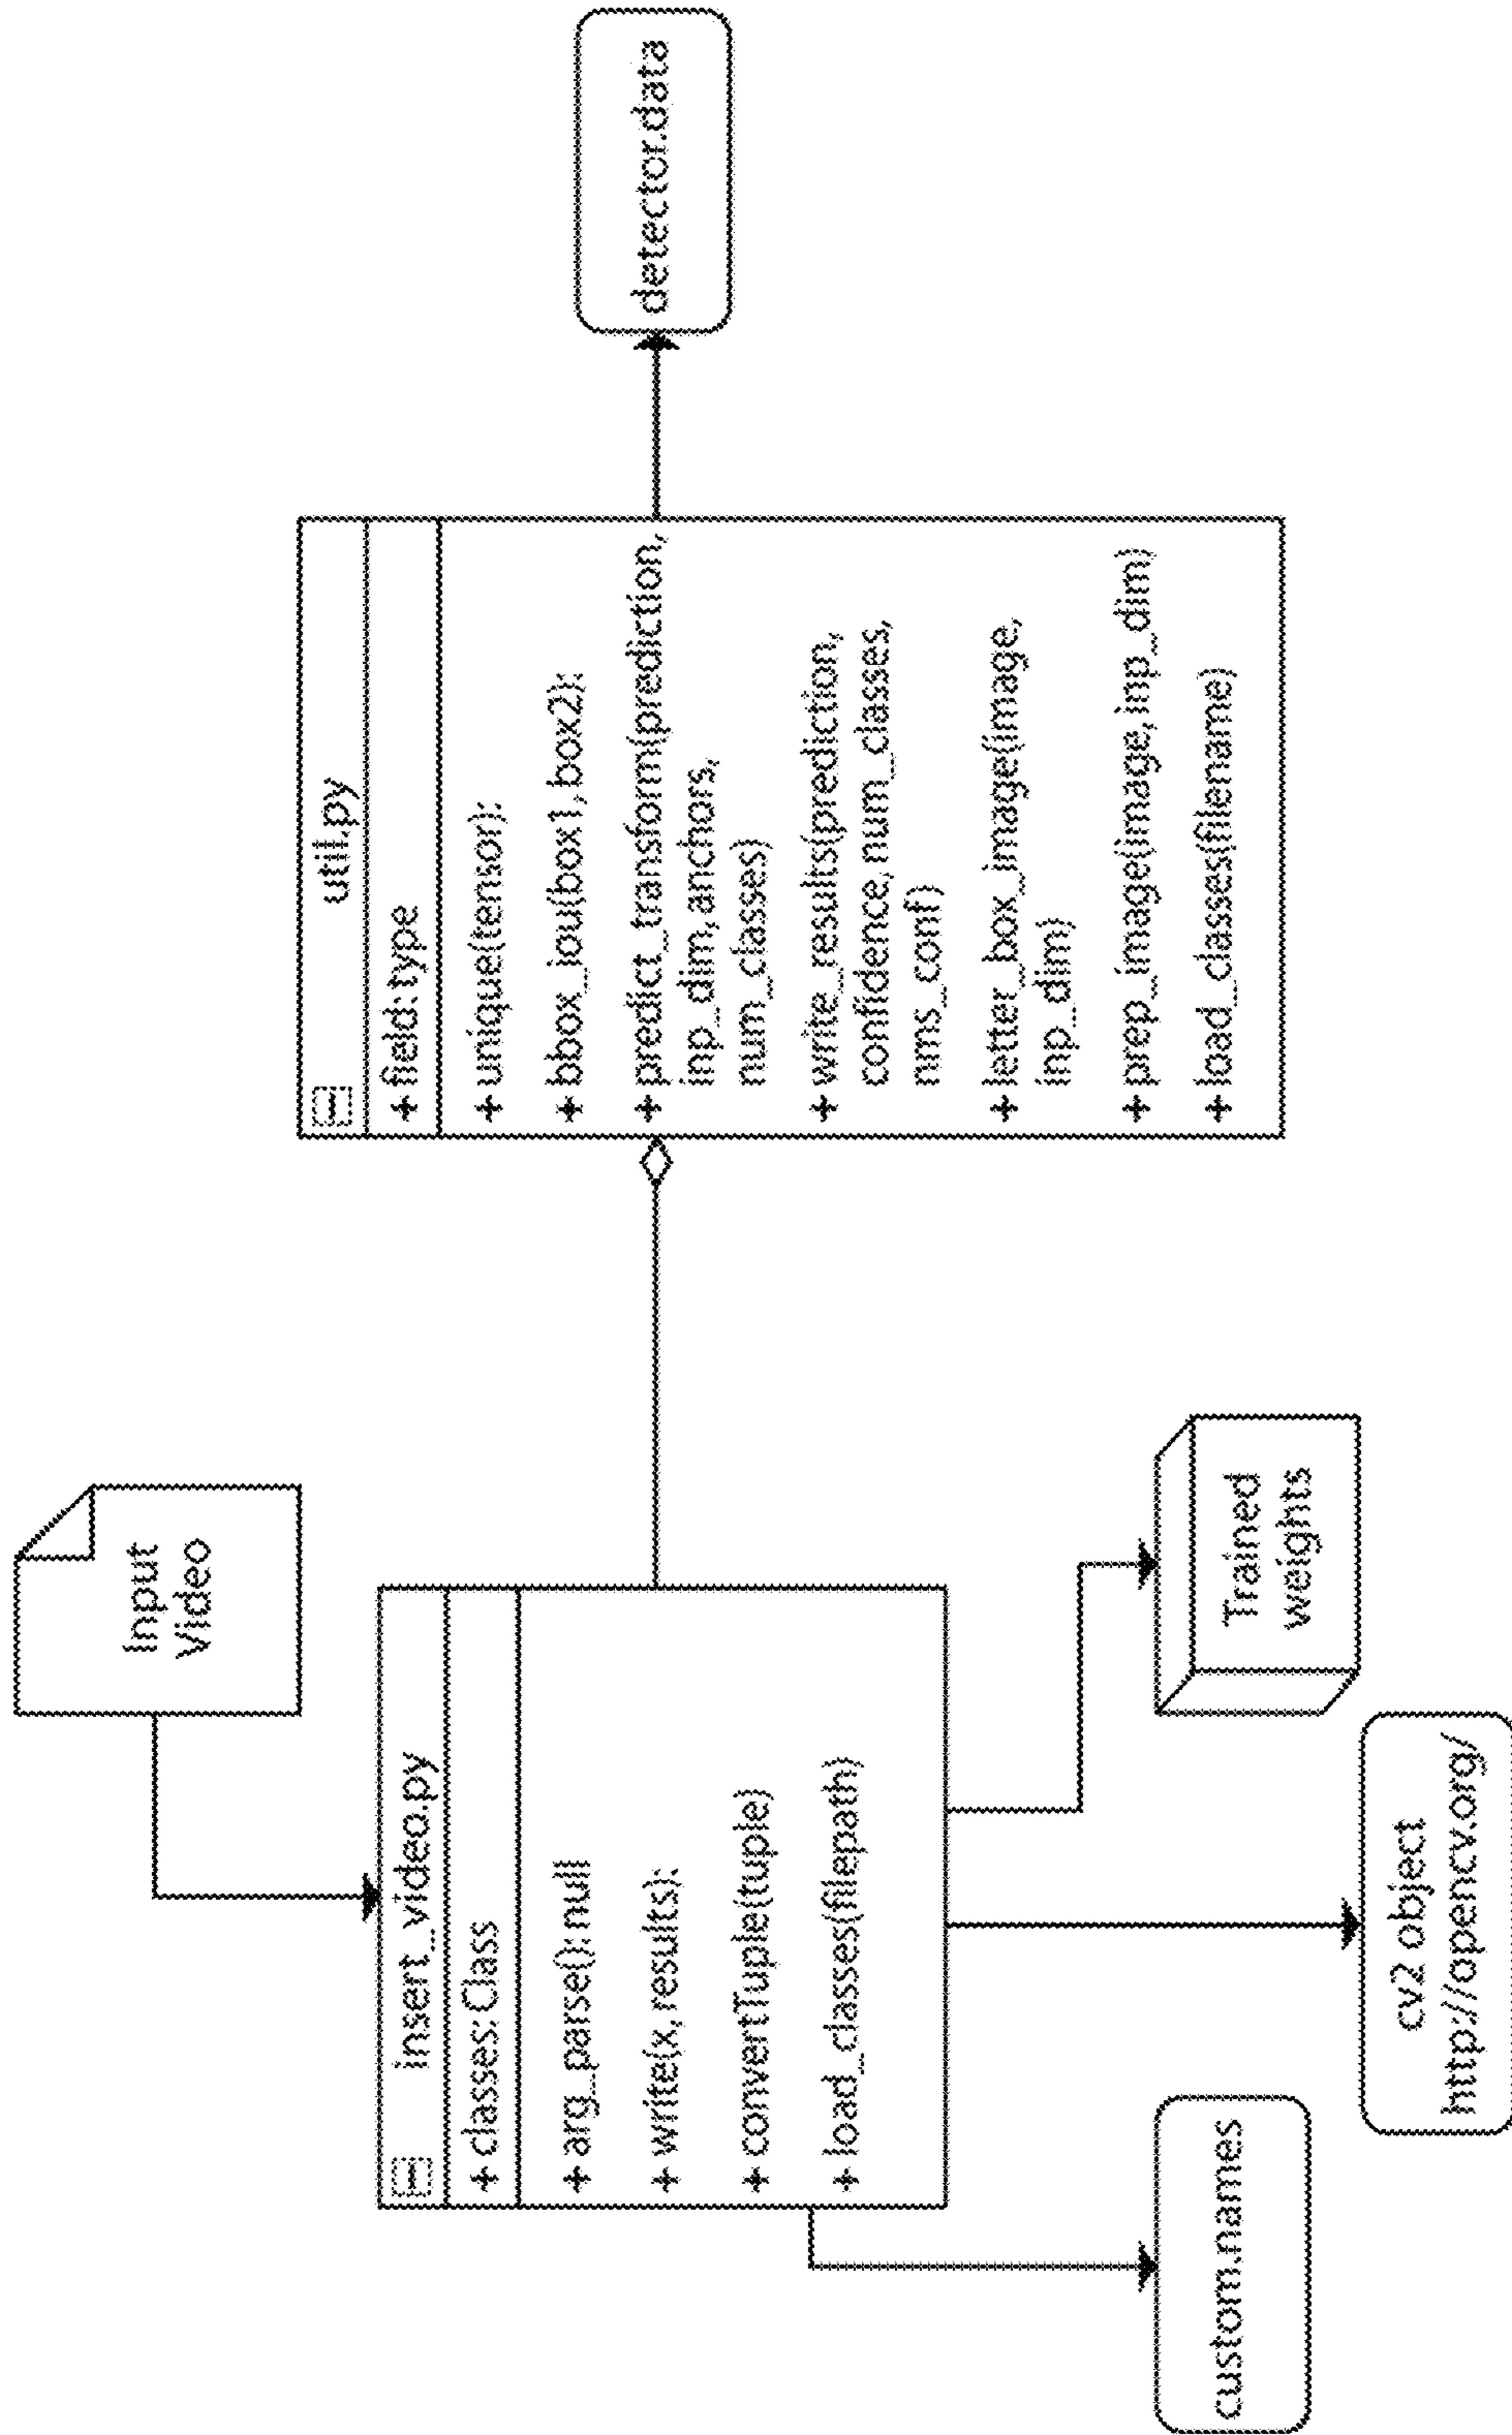 Input
Video
insert_video.py
+ classes: Class
+ arg_parse(): null
+ write(x, results):
+ convertTuple(tuple)
+ load_classes(filepath)
custom.names
cv2 object
http://opencv.org/
Trained
weights
util.py
+ field: type
+ unique(tensor):
+ bbox_iou(box1, box2):
+ predict_transform(prediction,
inp_dim, anchors,
num_classes)
+ write_results(prediction,
confidence, num_classes,
nms_conf)
+ letter_box_image(image,
inp_dim)
+ prep_image(image, inp_dim)
+ load_classes(filename)
detector.data